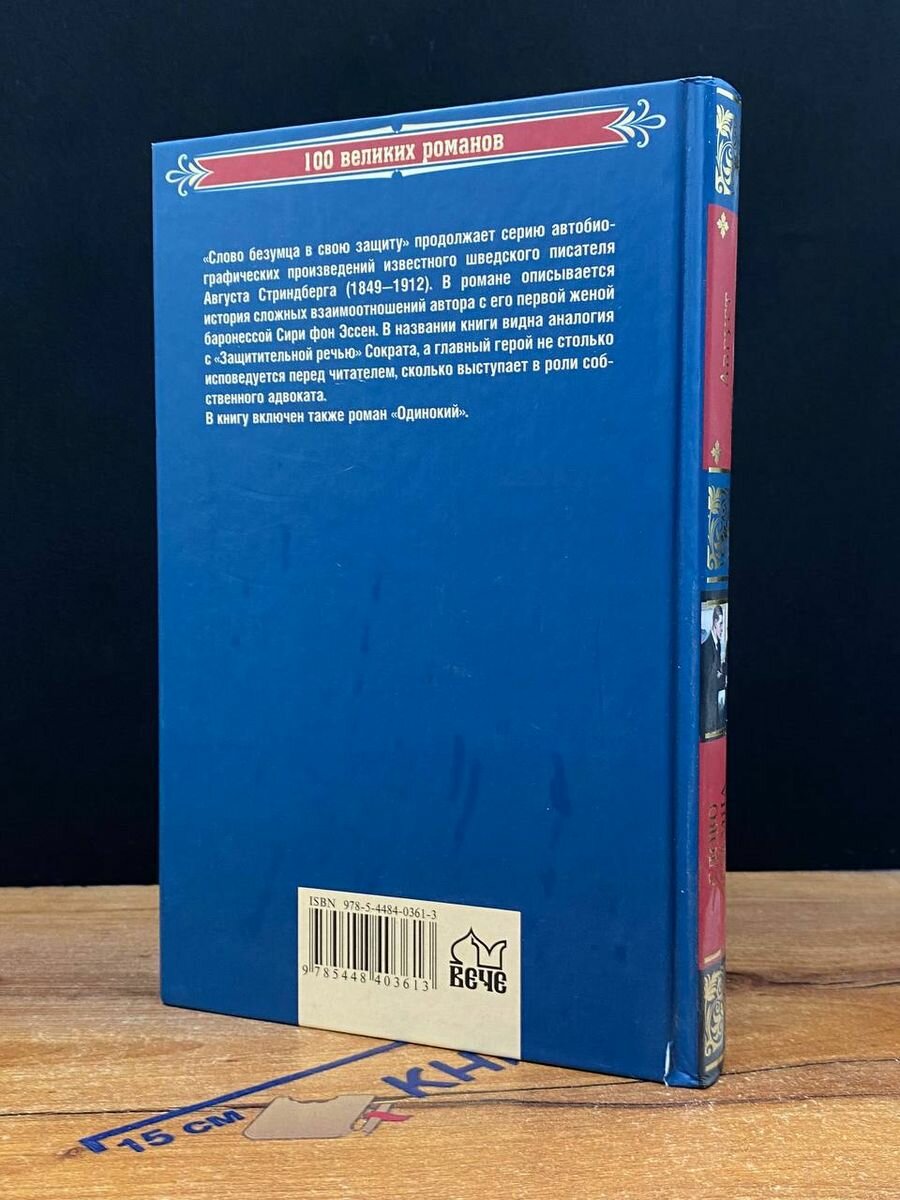 100 великих романов
«Слово безумца в свою защиту» продолжает серию автобио-
графических произведений известного шведского писателя
Августа Стриндберга (1849–1912). В романе описывается
история сложных взаимоотношений автора с его первой женой
баронессой Сири фон Эссен. В названии книги видна аналогия
с «Защитительной речью» Сократа, а главный герой не столько
исповедуется перед читателем, сколько выступает в роли соб-
ственного адвоката.
В книгу включен также роман «Одинокий».
Август
ISBN 978-5-4484-0361-3
9 785448 403613
ВЕЧЕ
15 см